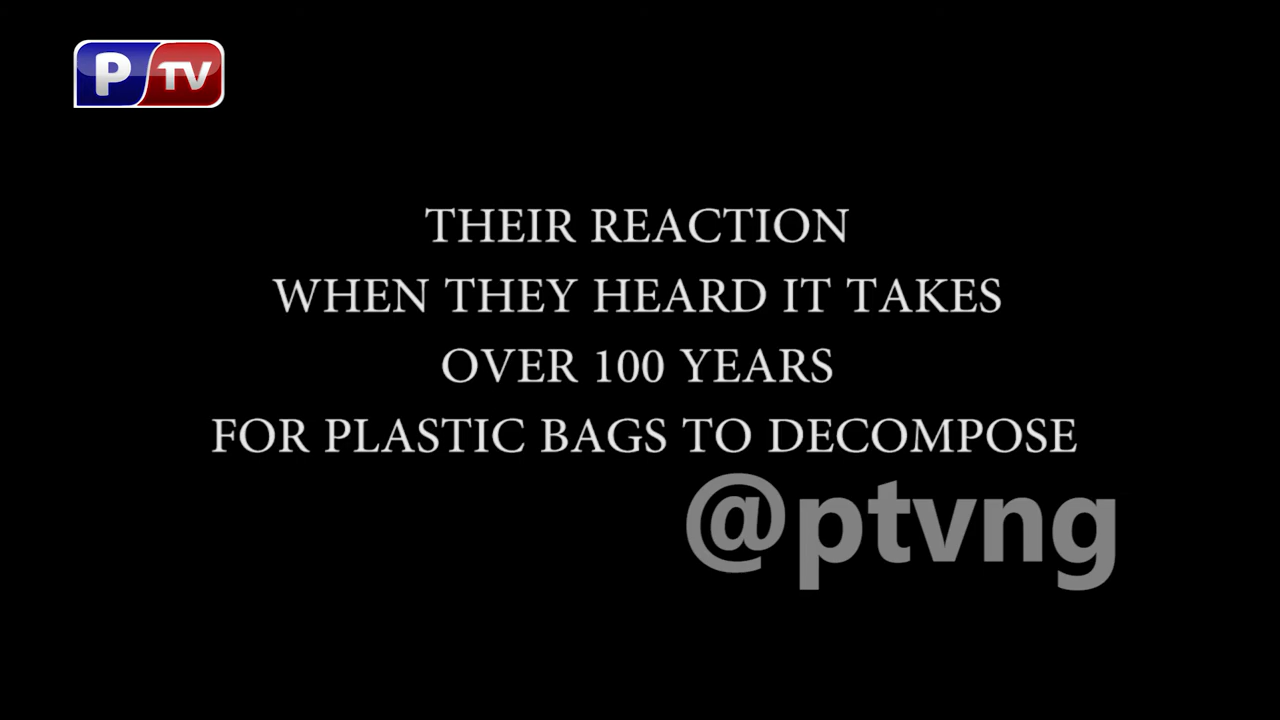 P TV
THEIR REACTION
WHEN THEY HEARD IT TAKES
OVER 100 YEARS
FOR PLASTIC BAGS TO DECOMPOSE
@ptvng